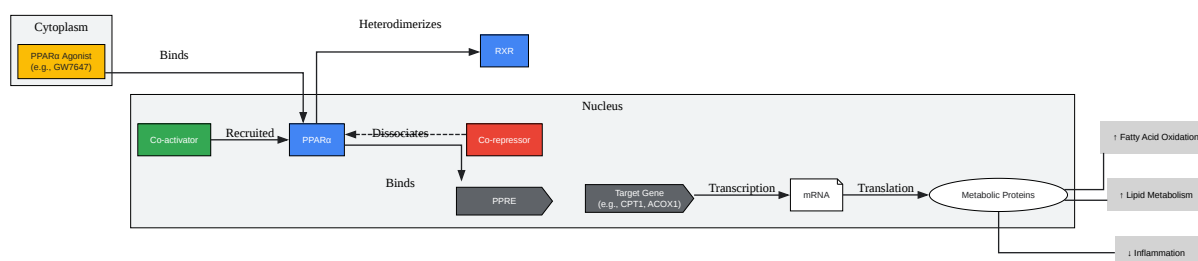 Cytoplasm
PPARα Agonist
(e.g., GW7647)
Binds
Heterodimerizes
RXR
Nucleus
Co-activator
Recruited
PPARα
Dissociates
Co-repressor
Binds
PPRE
Target Gene
(e.g., CPT1, ACOX1)
Transcription
mRNA
Translation
Metabolic Proteins
↑ Fatty Acid Oxidation
↑ Lipid Metabolism
↓ Inflammation